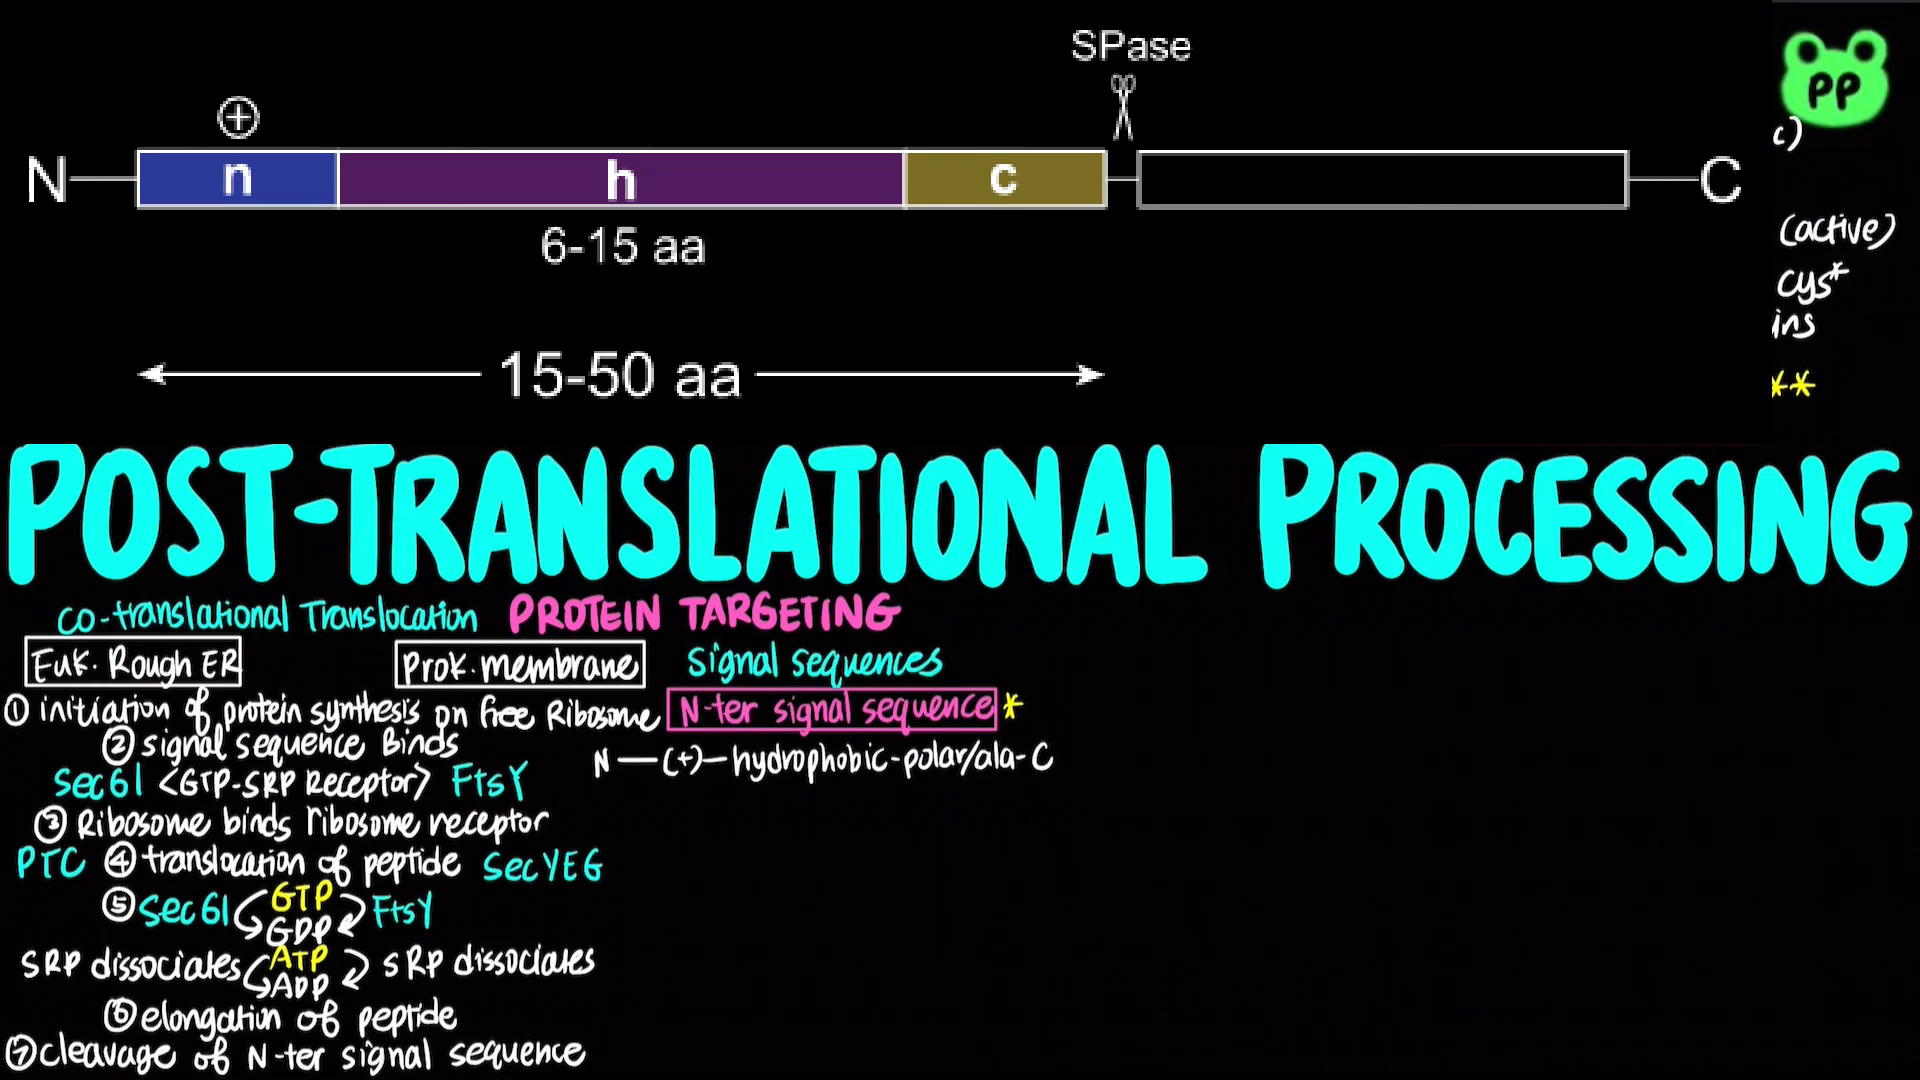 SPase
PP
+
N n h c C
c)
6-15 aa
(active)
cys*
ins
15-50 aa
**
POST-TRANSLATIONAL PROCESSING
co-translational Translocation PROTEIN TARGETING
Euk. Rough ER Prok. membrane Signal sequences
① initiation of protein synthesis on free Ribosome N-ter signal sequence *
② signal sequence Binds
N — (+) — hydrophobic-polar/ala-C
Sec61 <GTP-SRP Receptor> FtsY
③ Ribosome binds ribosome receptor
PTC ④ translocation of peptide SecYEG
⑤ Sec61 GTP FtsY
GDP
SRP dissociates ATP SRP dissociates
ADP
⑥ elongation of peptide
⑦ cleavage of N-ter signal sequence